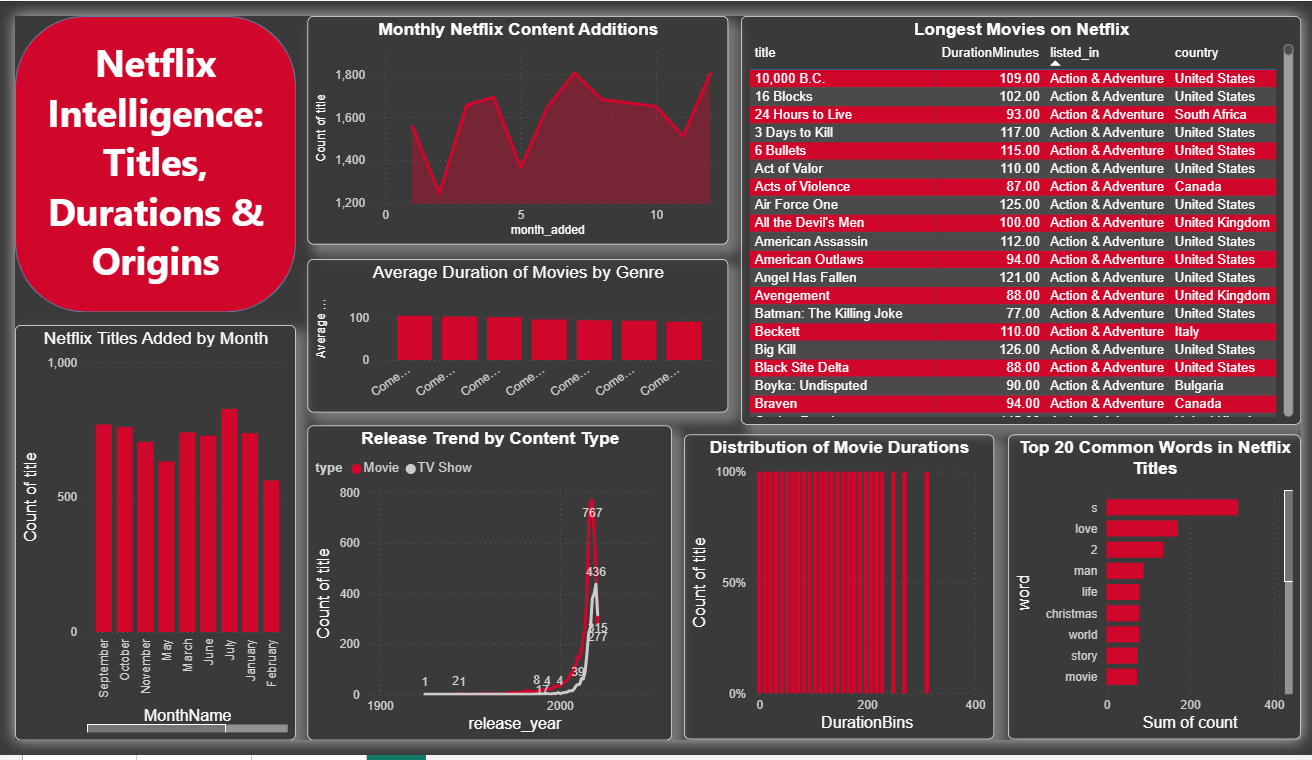 Netflix
Intelligence:
Titles,
Durations &
Origins
Monthly Netflix Content Additions
Count of title
1,800
1,600
1,400
1,200
0 5 10
month_added
Longest Movies on Netflix
title DurationMinutes listed_in country
10,000 B.C. 109.00 Action & Adventure United States
16 Blocks 102.00 Action & Adventure United States
24 Hours to Live 93.00 Action & Adventure South Africa
3 Days to Kill 117.00 Action & Adventure United States
6 Bullets 115.00 Action & Adventure United States
Act of Valor 110.00 Action & Adventure United States
Acts of Violence 87.00 Action & Adventure Canada
Air Force One 125.00 Action & Adventure United States
All the Devil's Men 100.00 Action & Adventure United Kingdom
American Assassin 112.00 Action & Adventure United States
American Outlaws 94.00 Action & Adventure United States
Angel Has Fallen 121.00 Action & Adventure United States
Avengement 88.00 Action & Adventure United Kingdom
Batman: The Killing Joke 77.00 Action & Adventure United States
Beckett 110.00 Action & Adventure Italy
Big Kill 126.00 Action & Adventure United States
Black Site Delta 88.00 Action & Adventure United States
Boyka: Undisputed 90.00 Action & Adventure Bulgaria
Braven 94.00 Action & Adventure Canada
Average Duration of Movies by Genre
Average ...
100
0
Come... Come... Come... Come... Come... Come... Come...
Netflix Titles Added by Month
Count of title
1,000
500
0
September October November May March June July January February
MonthName
Release Trend by Content Type
type Movie TV Show
Count of title
800
600
400
200
0
767
436
315
277
39
1 21 8 4 4
17
1900 2000
release_year
Distribution of Movie Durations
Count of title
100%
50%
0%
0 200 400
DurationBins
Top 20 Common Words in Netflix
Titles
word
s
love
2
man
life
christmas
world
story
movie
0 200 400
Sum of count